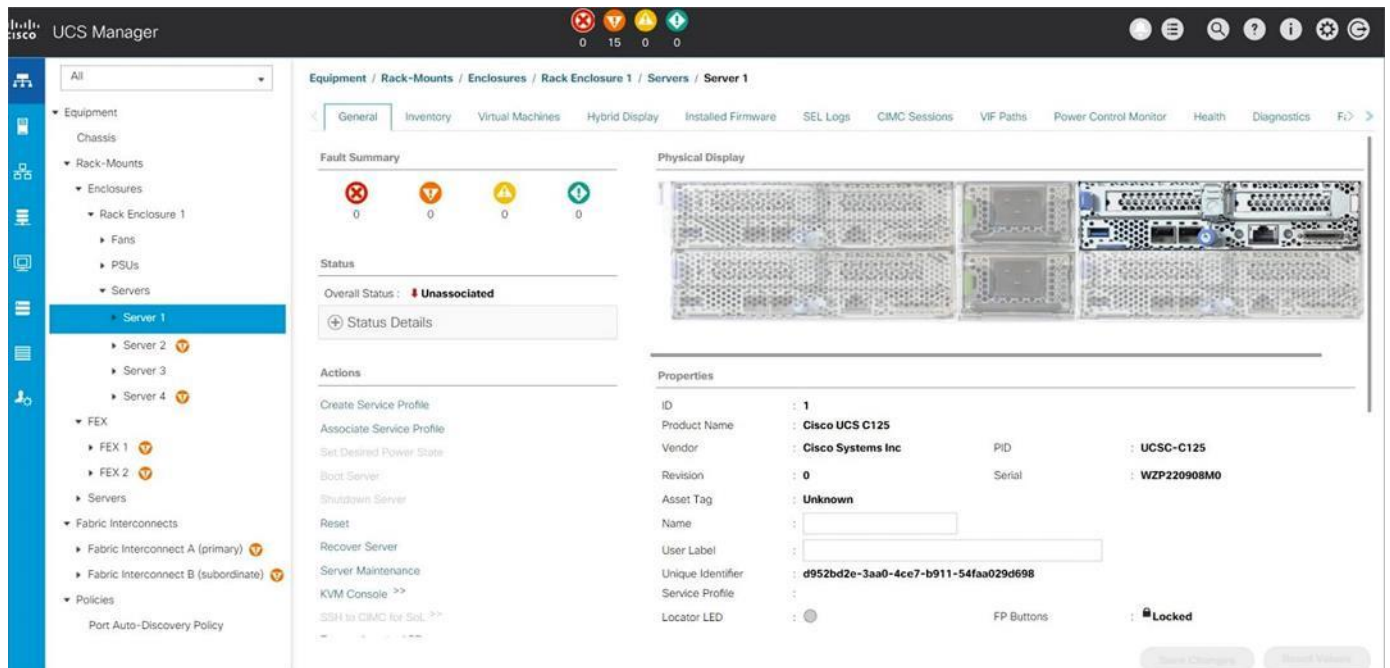 cisco UCS Manager
0 15 0 0
All
Equipment
Chassis
Rack-Mounts
Enclosures
Rack Enclosure 1
Fans
PSUs
Servers
Server 1
Server 2
Server 3
Server 4
FEX
FEX 1
FEX 2
Servers
Fabric Interconnects
Fabric Interconnect A (primary)
Fabric Interconnect B (subordinate)
Policies
Port Auto-Discovery Policy
Equipment / Rack-Mounts / Enclosures / Rack Enclosure 1 / Servers / Server 1
< General Inventory Virtual Machines Hybrid Display Installed Firmware SEL Logs CIMC Sessions VIF Paths Power Control Monitor Health Diagnostics >
Fault Summary
0 0 0 0
Status
Overall Status : Unassociated
Status Details
Actions
Create Service Profile
Associate Service Profile
Set Desired Power State
Boot Server
Shutdown Server
Reset
Recover Server
Server Maintenance
KVM Console >>
SSH to CIMC for SoL >>
Physical Display
Properties
ID : 1
Product Name : Cisco UCS C125
Vendor : Cisco Systems Inc PID : UCSC-C125
Revision : 0 Serial : WZP220908M0
Asset Tag : Unknown
Name :
User Label :
Unique Identifier : d952bd2e-3aa0-4ce7-b911-54faa029d698
Service Profile :
Locator LED : FP Buttons : Locked
Save Changes Reset Values